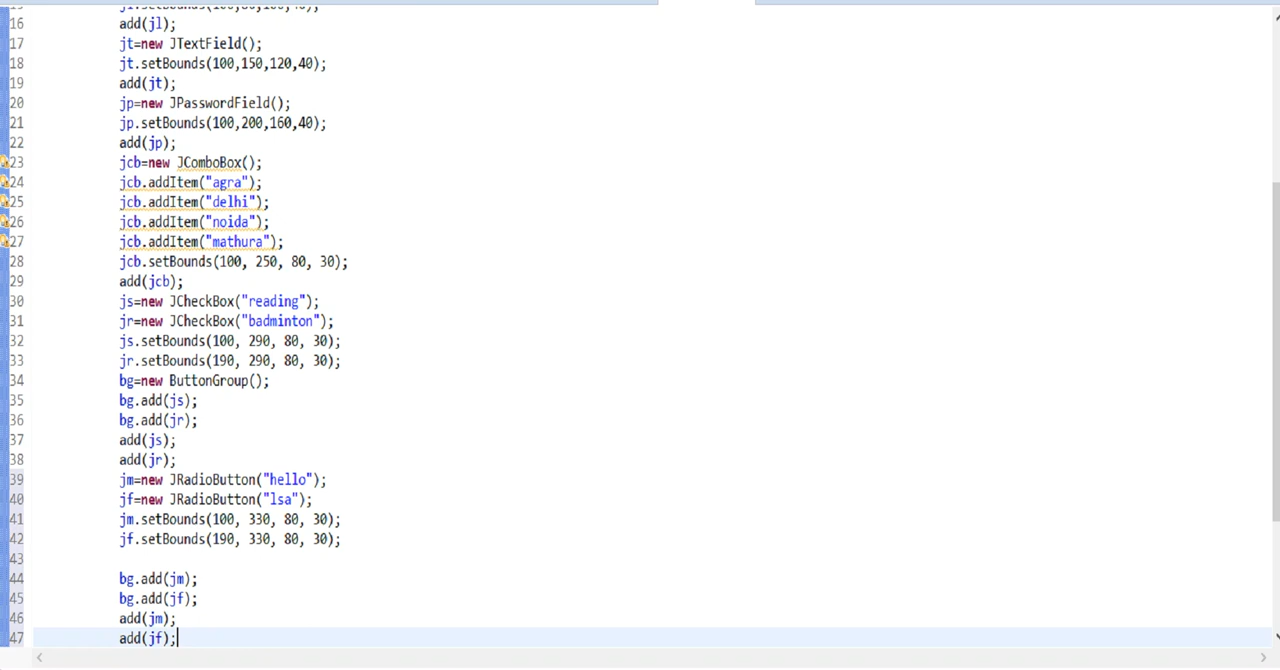 16 add(jl);
17 jt=new JTextField();
18 jt.setBounds(100,150,120,40);
19 add(jt);
20 jp=new JPasswordField();
21 jp.setBounds(100,200,160,40);
22 add(jp);
23 jcb=new JComboBox();
24 jcb.addItem("agra");
25 jcb.addItem("delhi");
26 jcb.addItem("noida");
27 jcb.addItem("mathura");
28 jcb.setBounds(100, 250, 80, 30);
29 add(jcb);
30 js=new JCheckBox("reading");
31 jr=new JCheckBox("badminton");
32 js.setBounds(100, 290, 80, 30);
33 jr.setBounds(190, 290, 80, 30);
34 bg=new ButtonGroup();
35 bg.add(js);
36 bg.add(jr);
37 add(js);
38 add(jr);
39 jm=new JRadioButton("hello");
40 jf=new JRadioButton("lsa");
41 jm.setBounds(100, 330, 80, 30);
42 jf.setBounds(190, 330, 80, 30);
43
44 bg.add(jm);
45 bg.add(jf);
46 add(jm);
47 add(jf);